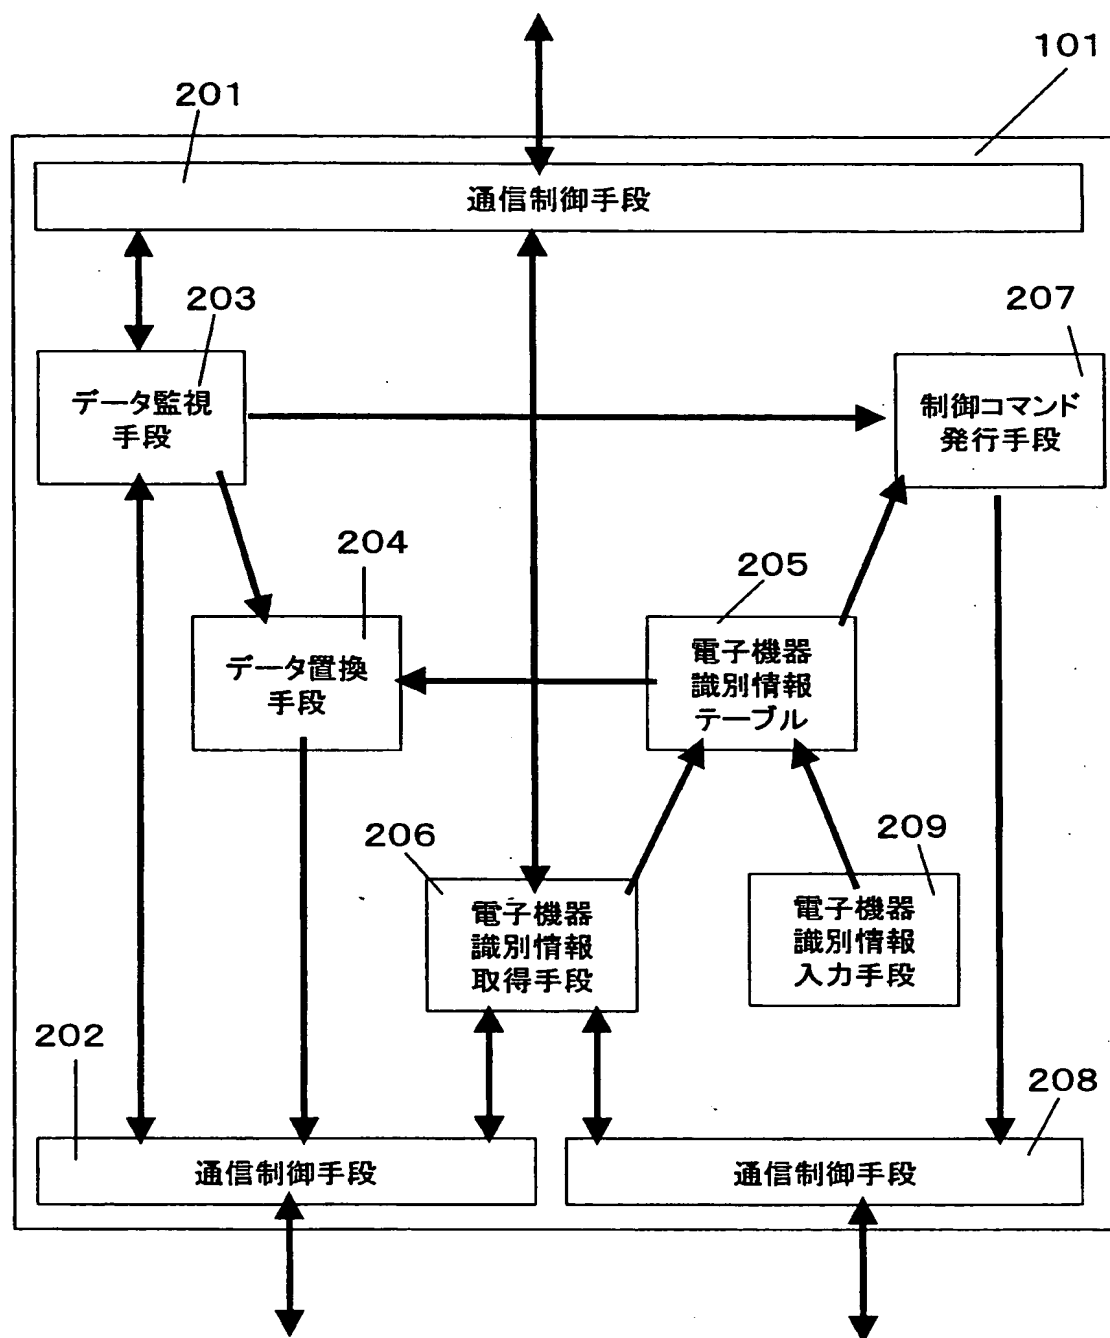 101
201
通信制御手段
203
207
データ監視
手段
制御コマンド
発行手段
204
205
データ置換
手段
電子機器
識別情報
テーブル
206
209
電子機器
識別情報
取得手段
電子機器
識別情報
入力手段
202
208
通信制御手段
通信制御手段